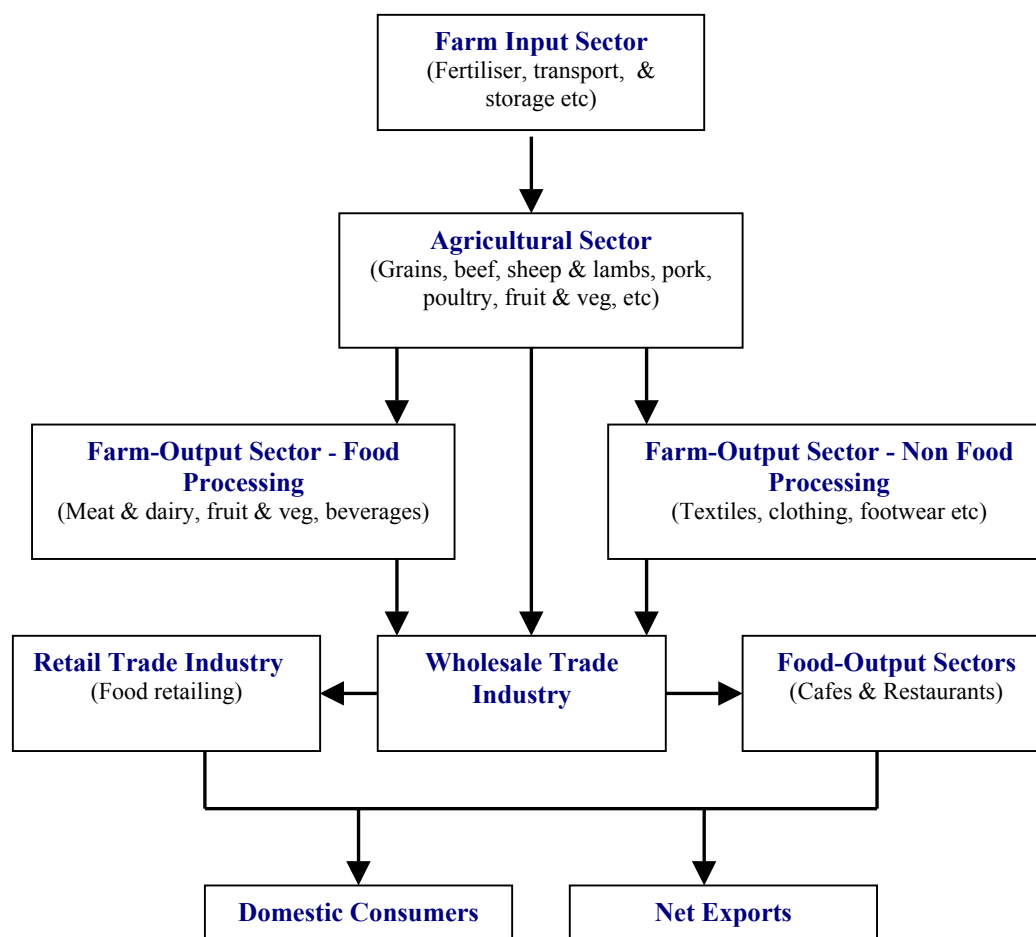 Farm Input Sector
(Fertiliser, transport, &
storage etc)
Agricultural Sector
(Grains, beef, sheep & lambs, pork,
poultry, fruit & veg, etc)
Farm-Output Sector - Food
Processing
(Meat & dairy, fruit & veg, beverages)
Farm-Output Sector - Non Food
Processing
(Textiles, clothing, footwear etc)
Retail Trade Industry
(Food retailing)
Wholesale Trade
Industry
Food-Output Sectors
(Cafes & Restaurants)
Domestic Consumers
Net Exports